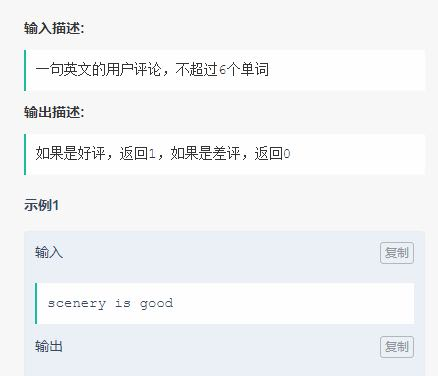 输入描述:
一句英文的用户评论，不超过6个单词
输出描述:
如果是好评，返回1，如果是差评，返回0
示例1
输入
复制
scenery is good
输出
复制